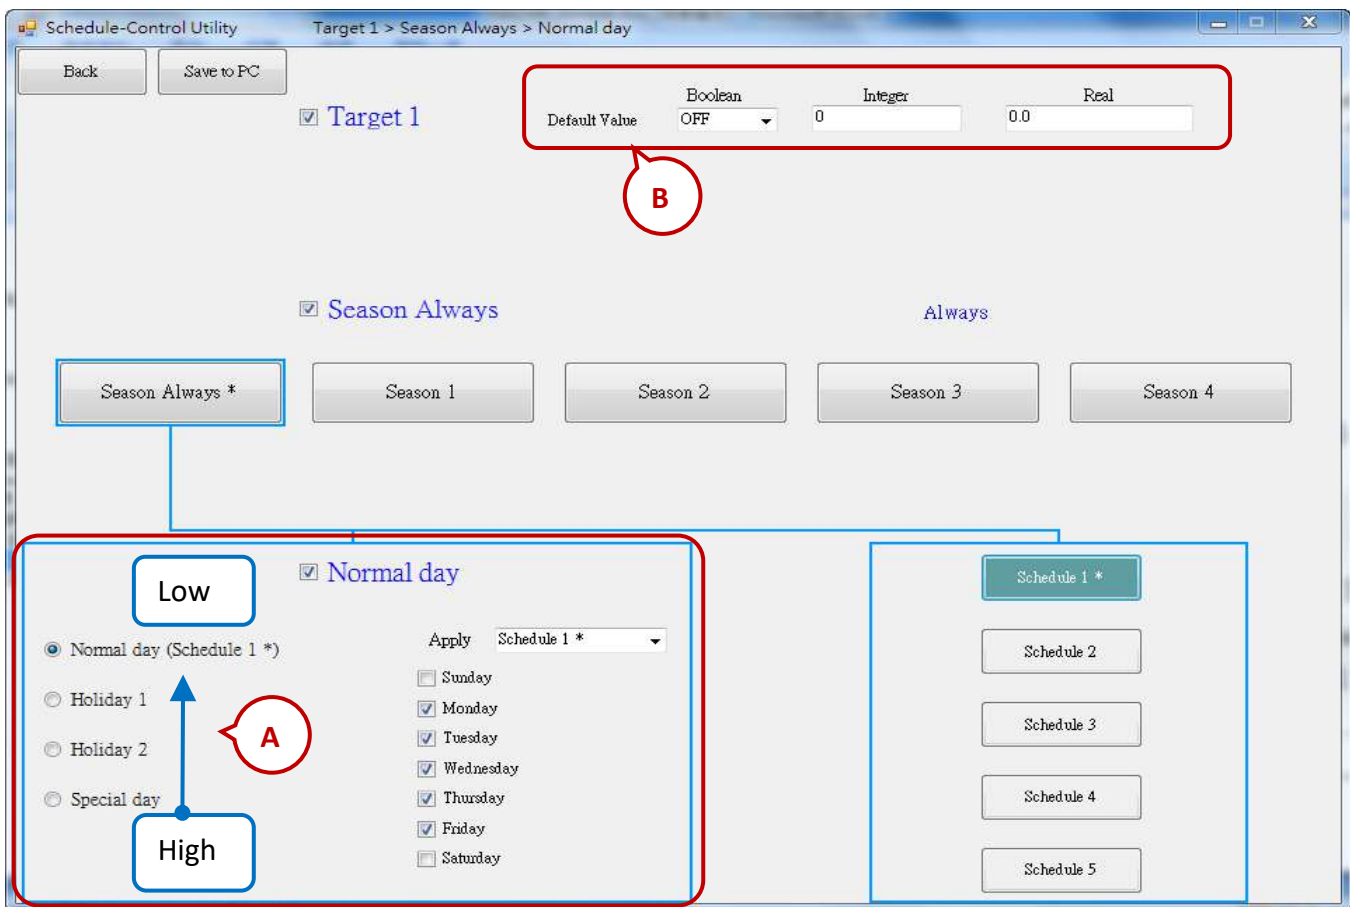 Schedule-Control Utility Target 1 > Season Always > Normal day
Back Save to PC
Target 1
Boolean Integer Real
Default Value OFF 0 0.0
B
Season Always Always
Season Always * Season 1 Season 2 Season 3 Season 4
Low
Normal day
Normal day (Schedule 1 *)
Holiday 1
Holiday 2
Special day
High
A
Apply Schedule 1 *
Sunday
Monday
Tuesday
Wednesday
Thursday
Friday
Saturday
Schedule 1 *
Schedule 2
Schedule 3
Schedule 4
Schedule 5